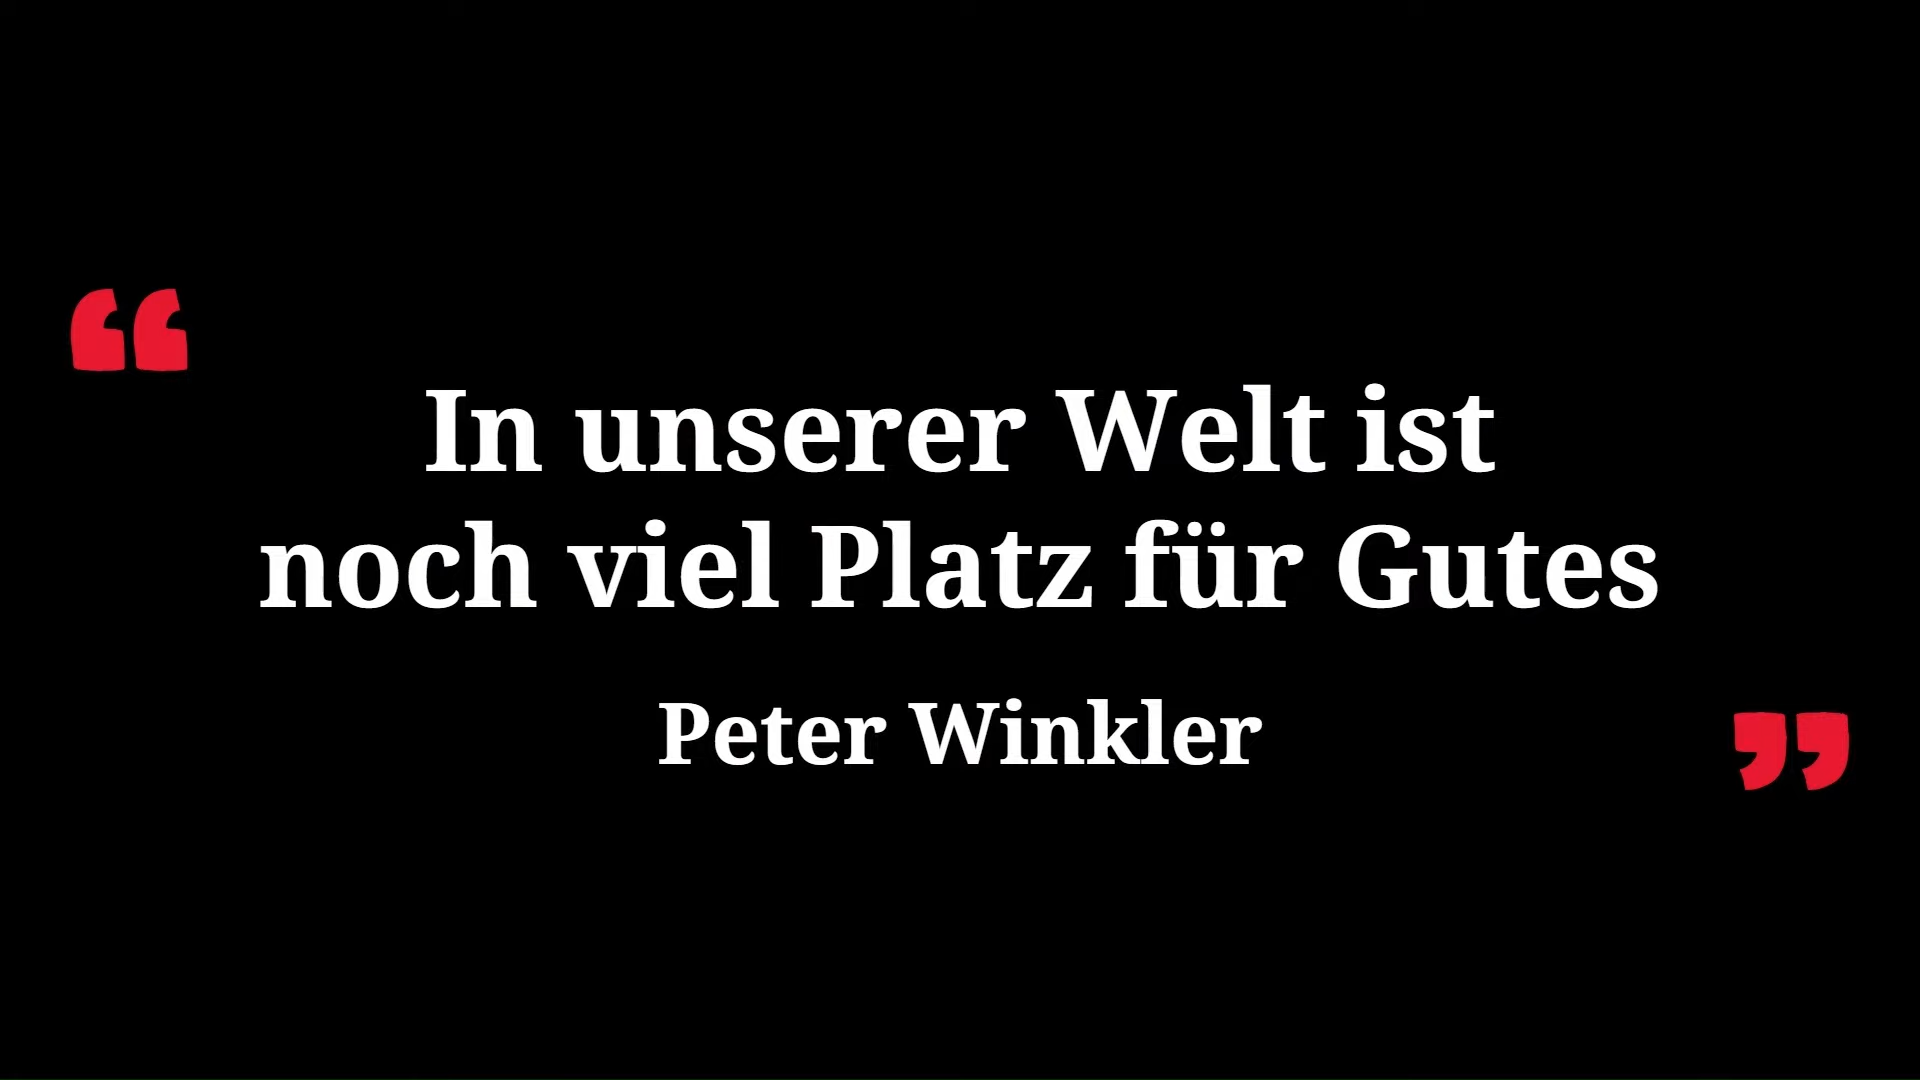 “
In unserer Welt ist
noch viel Platz für Gutes
Peter Winkler
”